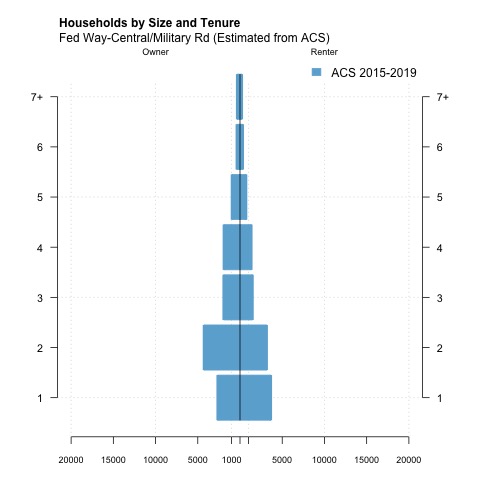 Households by Size and Tenure
Fed Way-Central/Military Rd (Estimated from ACS)
Owner Renter
ACS 2015-2019
7+ 7+
6 6
5 5
4 4
3 3
2 2
1 1
20000 15000 10000 5000 1000 5000 10000 15000 20000